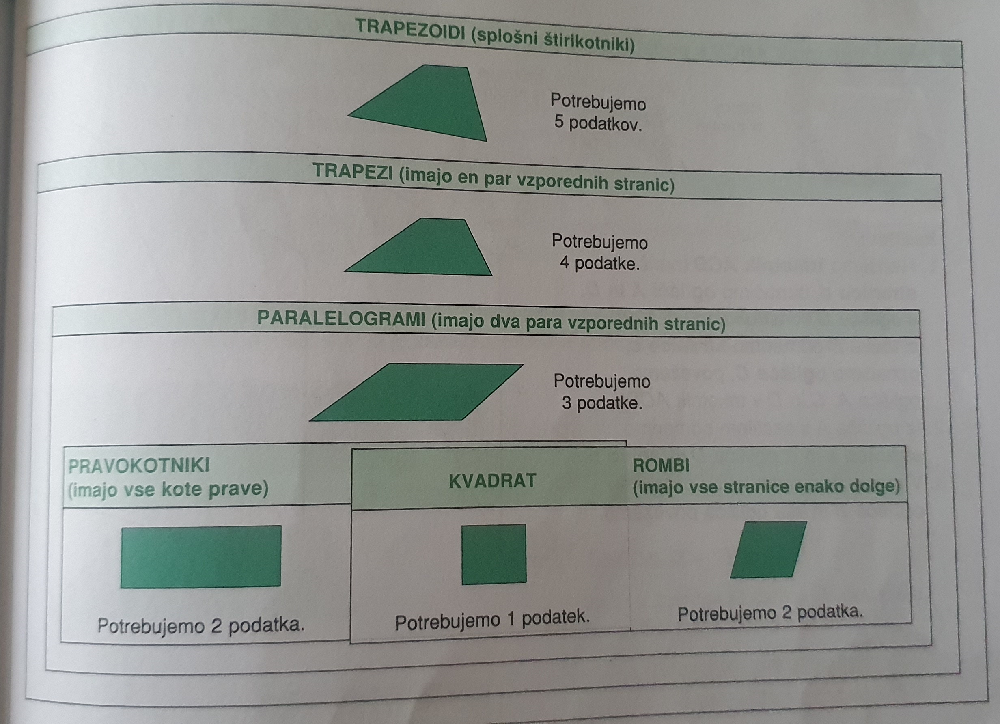 TRAPEZOIDI (splošni štirikotniki)
Potrebujemo
5 podatkov.
TRAPEZI (imajo en par vzporednih stranic)
Potrebujemo
4 podatke.
PARALELOGRAMI (imajo dva para vzporednih stranic)
Potrebujemo
3 podatke.
PRAVOKOTNIKI
(imajo vse kote prave)
Potrebujemo 2 podatka.
KVADRAT
Potrebujemo 1 podatek.
ROMBI
(imajo vse stranice enako dolge)
Potrebujemo 2 podatka.